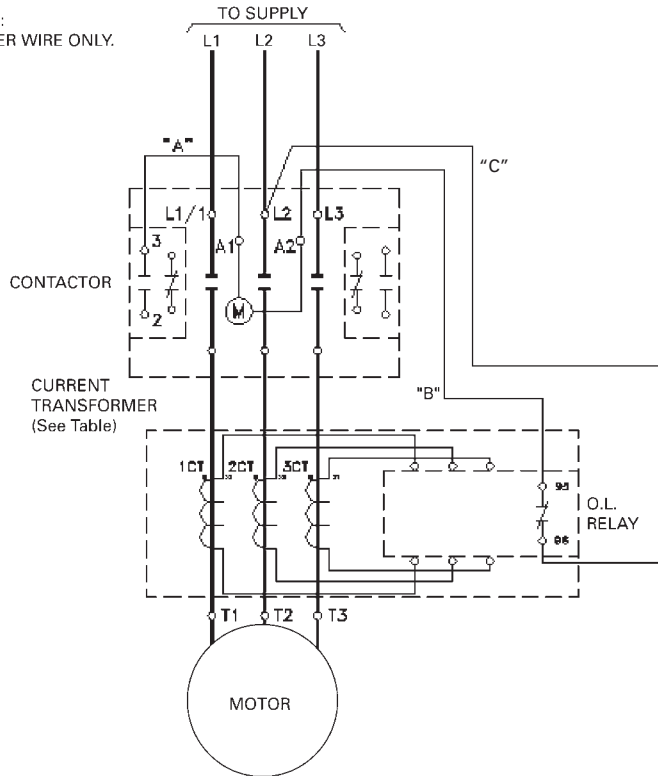 TO SUPPLY
:
ER WIRE ONLY.
L1 L2 L3
"A"
"C"
L1/1 L2 L3
A1 A2
3
CONTACTOR
M
2
CURRENT
TRANSFORMER
(See Table)
"B"
1CT 2CT 3CT
95
O.L.
RELAY
96
T1 T2 T3
MOTOR